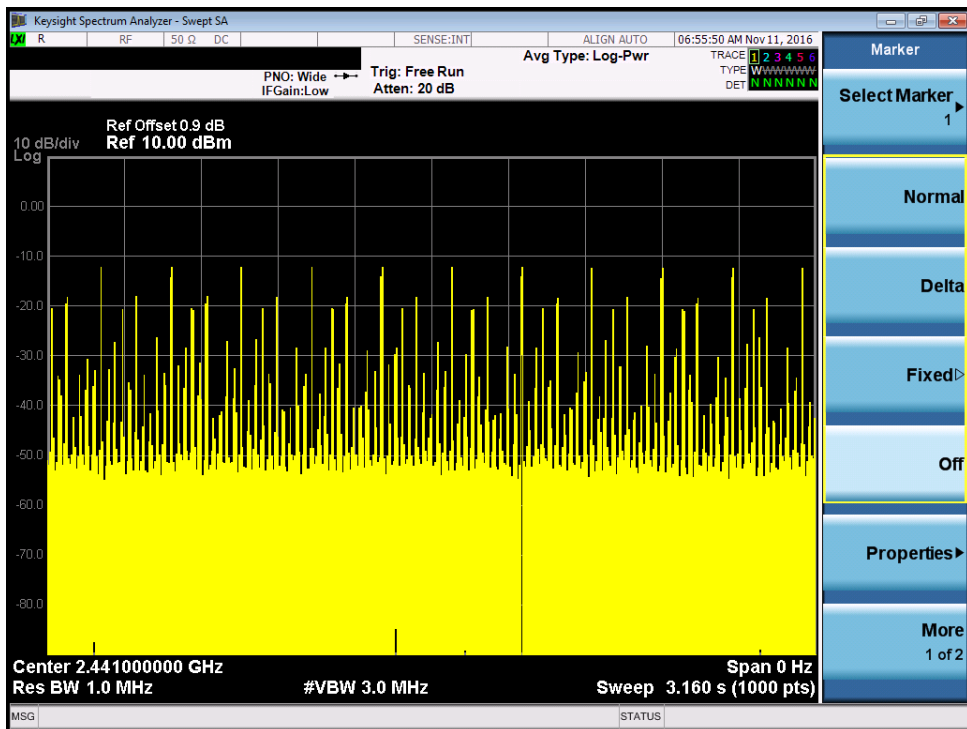 Keysight Spectrum Analyzer - Swept SA
LXI R RF 50 Ω DC SENSE:INT ALIGN AUTO 06:55:50 AM Nov 11, 2016
Avg Type: Log-Pwr
TRACE 1 2 3 4 5 6
TYPE W
DET N N N N N N
PNO: Wide
IFGain:Low
Trig: Free Run
Atten: 20 dB
Ref Offset 0.9 dB
10 dB/div Ref 10.00 dBm
Log
0.00
-10.0
-20.0
-30.0
-40.0
-50.0
-60.0
-70.0
-80.0
Center 2.441000000 GHz Span 0 Hz
Res BW 1.0 MHz #VBW 3.0 MHz Sweep 3.160 s (1000 pts)
MSG STATUS
Marker
Select Marker
1
Normal
Delta
Fixed
Off
Properties
More
1 of 2